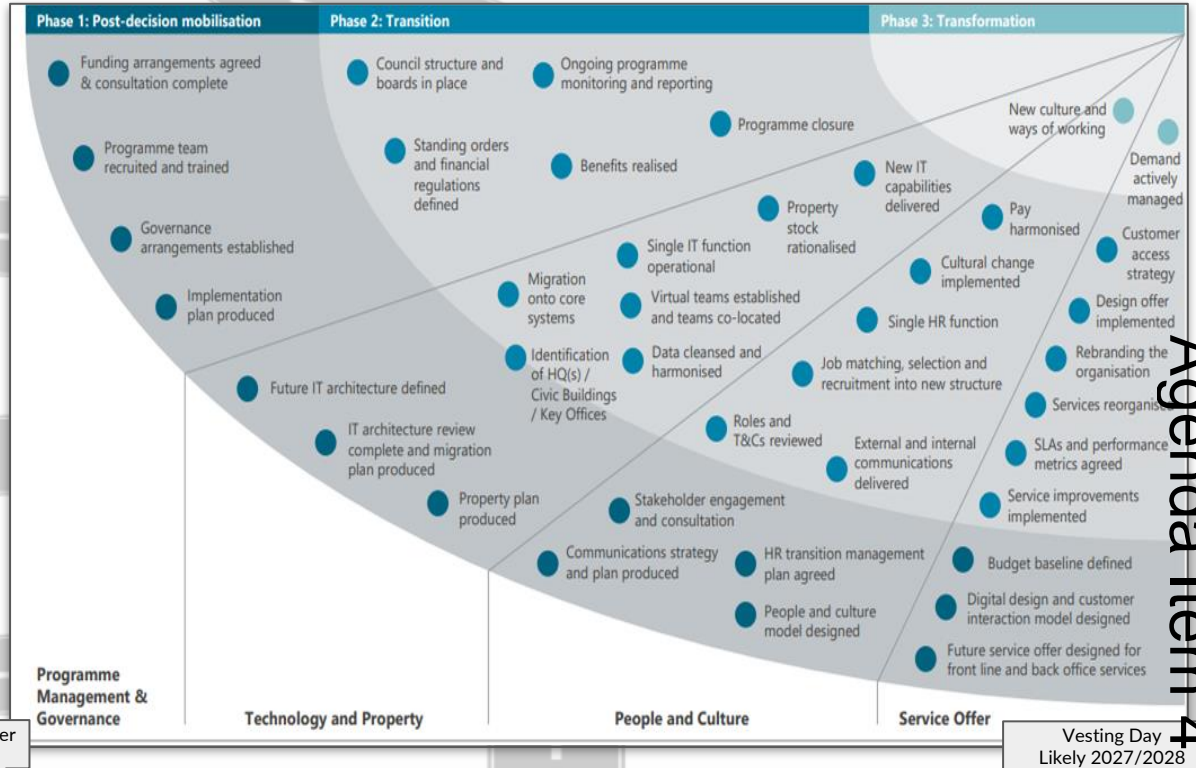 Phase 1: Post-decision mobilisation
Phase 2: Transition
Phase 3: Transformation
Funding arrangements agreed
& consultation complete
Programme team
recruited and trained
Governance
arrangements established
Implementation
plan produced
Council structure and
boards in place
Ongoing programme
monitoring and reporting
Programme closure
Standing orders
and financial
regulations
defined
Benefits realised
New culture and
ways of working
Demand
actively
managed
New IT
capabilities
delivered
Property
stock
rationalised
Single IT function
operational
Migration
onto core
systems
Virtual teams established
and teams co-located
Identification
of HQ(s) /
Civic Buildings
/ Key Offices
Data cleansed and
harmonised
Future IT architecture defined
IT architecture review
complete and migration
plan produced
Property plan
produced
Pay
harmonised
Cultural change
implemented
Single HR function
Job matching, selection and
recruitment into new structure
Roles and
T&Cs reviewed
External and internal
communications
delivered
Stakeholder engagement
and consultation
Communications strategy
and plan produced
HR transition management
plan agreed
People and culture
model designed
Customer
access
strategy
Design offer
implemented
Rebranding the
organisation
Services reorganised
SLAs and performance
metrics agreed
Service improvements
implemented
Budget baseline defined
Digital design and customer
interaction model designed
Future service offer designed for
front line and back office services
Programme
Management &
Governance
Technology and Property
People and Culture
Service Offer
er
Vesting Day
Likely 2027/2028
Agenda Item 4